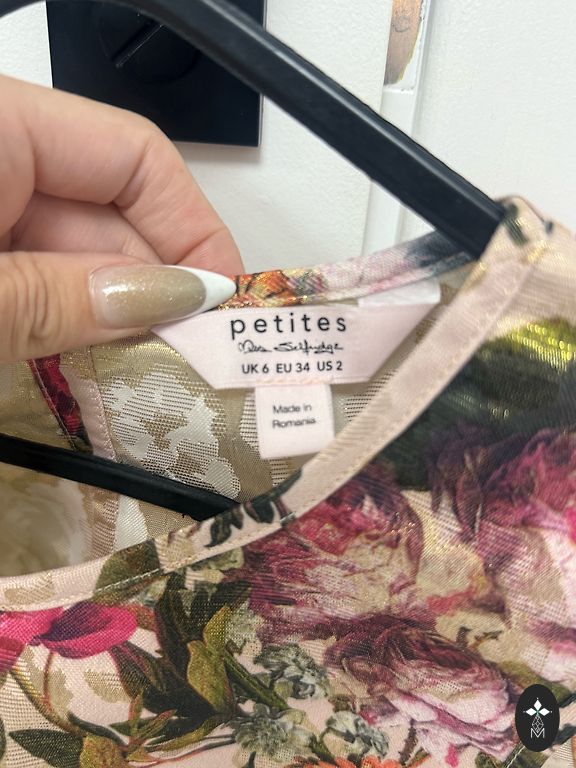 petites
Miss Selfridge
UK 6 EU 34 US 2
Made in
Romania
M